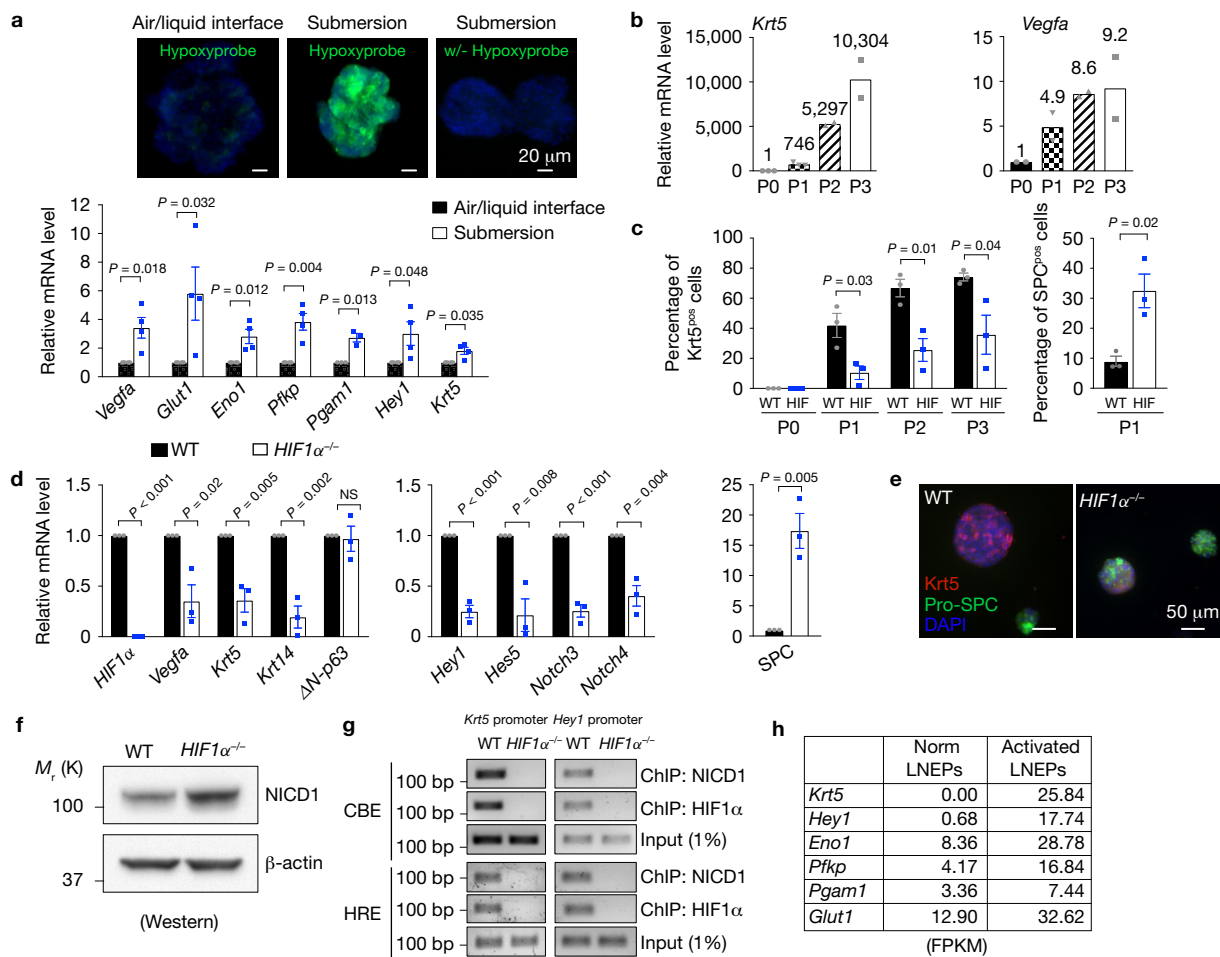 a
Air/liquid interface Submersion Submersion
Hypoxyprobe Hypoxyprobe w/- Hypoxyprobe
20 μm
Relative mRNA level
12
10
8
6
4
2
0
Air/liquid interface
Submersion
P = 0.018
P = 0.032
P = 0.012
P = 0.004
P = 0.013
P = 0.048
P = 0.035
Vegfa Glut1 Eno1 Pfkp Pgam1 Hey1 Krt5
b
Krt5
Relative mRNA level
15,000
10,000
5,000
0
1 746 5,297 10,304
P0 P1 P2 P3
Vegfa
15
10
5
0
1 4.9 8.6 9.2
P0 P1 P2 P3
c
Percentage of
Krt5pos cells
100
80
60
40
20
0
P = 0.03
P = 0.01
P = 0.04
WT HIF WT HIF WT HIF WT HIF
P0 P1 P2 P3
Percentage of SPCpos cells
50
40
30
20
10
0
P = 0.02
WT HIF
P1
WT HIF1α−/−
d
Relative mRNA level
1.5
1.0
0.5
0
P < 0.001
P = 0.02
P = 0.005
P = 0.002
NS
HIF1α Vegfa Krt5 Krt14 ΔN-p63
1.5
1.0
0.5
0
P < 0.001
P = 0.008
P < 0.001
P = 0.004
Hey1 Hes5 Notch3 Notch4
25
20
15
10
5
0
P = 0.005
SPC
e
WT HIF1α−/−
Krt5
Pro-SPC
DAPI
50 μm
f
WT HIF1α−/−
Mr (K)
100
NICD1
37
β-actin
(Western)
g
Krt5 promoter Hey1 promoter
WT HIF1α−/− WT HIF1α−/−
CBE
100 bp ChIP: NICD1
100 bp ChIP: HIF1α
100 bp Input (1%)
HRE
100 bp ChIP: NICD1
100 bp ChIP: HIF1α
100 bp Input (1%)
h
Norm LNEPs Activated LNEPs
Krt5 0.00 25.84
Hey1 0.68 17.74
Eno1 8.36 28.78
Pfkp 4.17 16.84
Pgam1 3.36 7.44
Glut1 12.90 32.62
(FPKM)